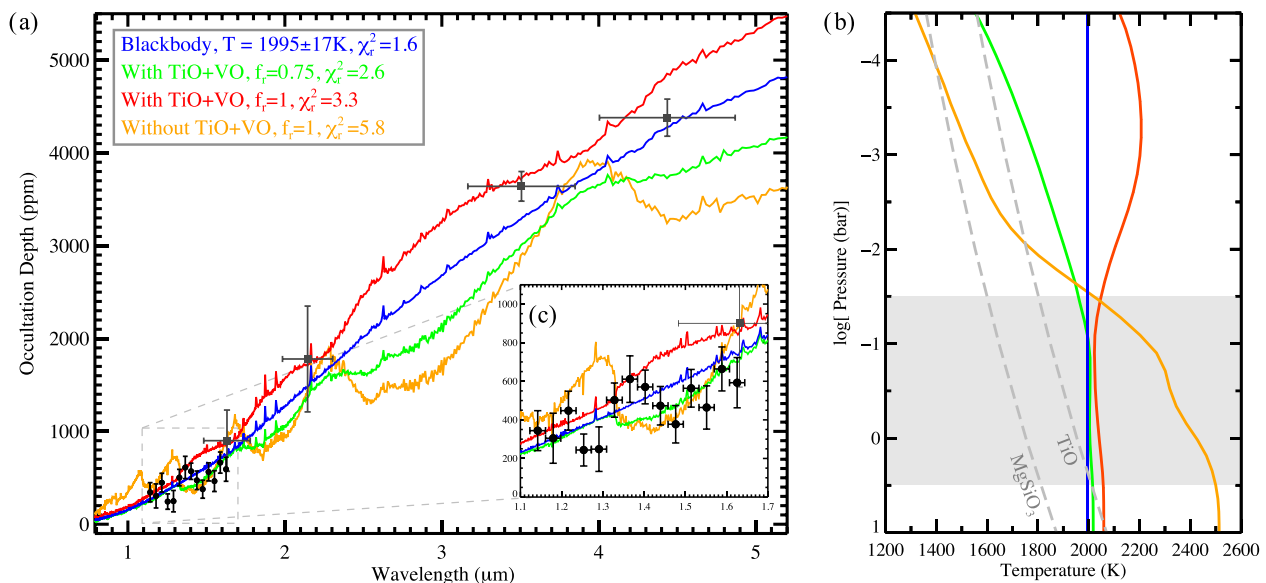 (a)
Blackbody, T = 1995±17K, χ²ᵣ=1.6
With TiO+VO, fᵣ=0.75, χ²ᵣ=2.6
With TiO+VO, fᵣ=1, χ²ᵣ=3.3
Without TiO+VO, fᵣ=1, χ²ᵣ=5.8
Occultation Depth (ppm)
5000
4000
3000
2000
1000
0
1 2 3 4 5
Wavelength (μm)
(c)
900
800
600
400
200
0
1.1 1.2 1.3 1.4 1.5 1.6 1.7
(b)
log[ Pressure (bar)]
-4
-3
-2
-1
0
1
MgSiO₃
TiO
1200 1400 1600 1800 2000 2200 2400 2600
Temperature (K)